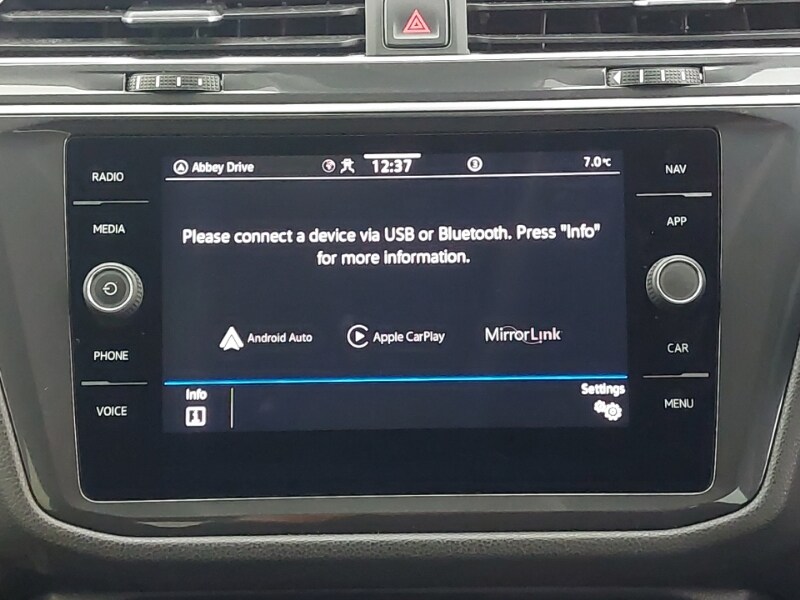 Abbey Drive 12:37 3 7.0°C
RADIO
MEDIA
PHONE
VOICE
Please connect a device via USB or Bluetooth. Press "Info"
for more information.
Android Auto Apple CarPlay MirrorLink
Info Settings
NAV
APP
CAR
MENU